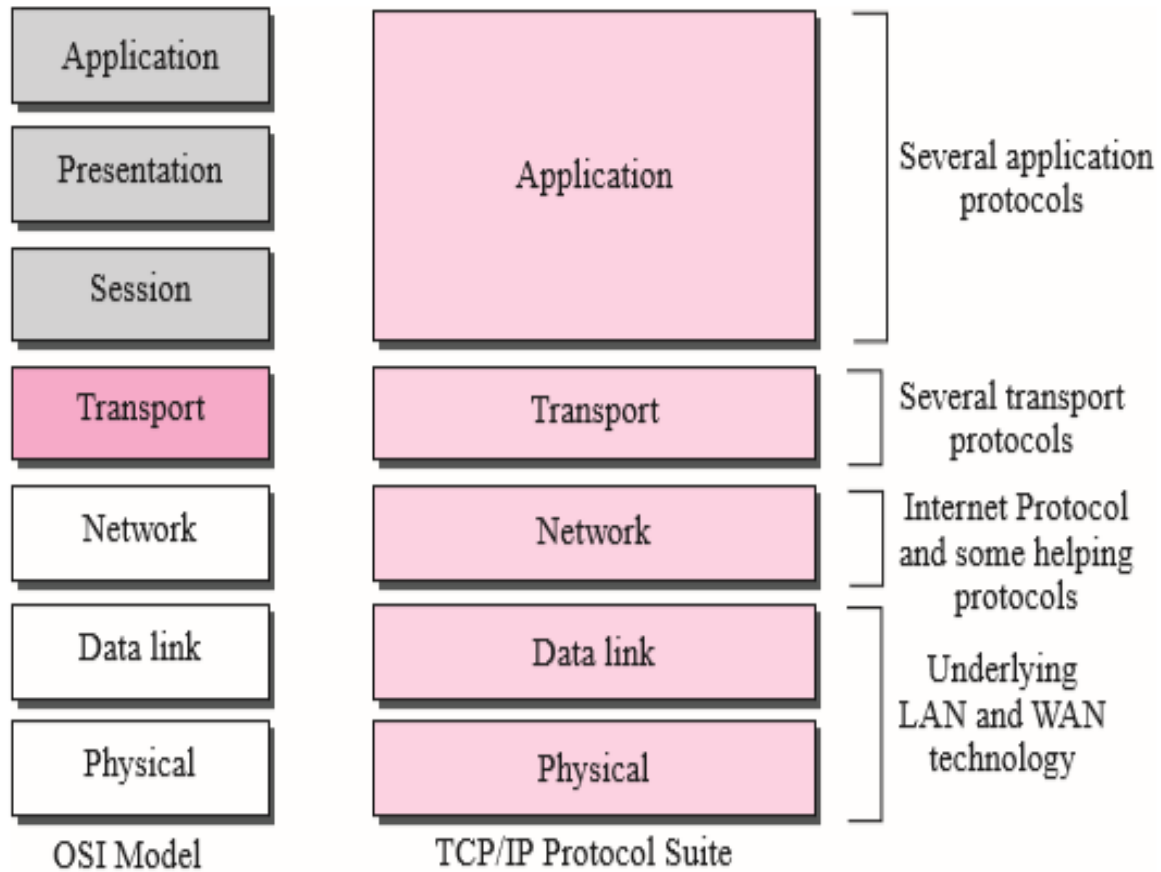 Application
Presentation
Session
Transport
Network
Data link
Physical
OSI Model
Application
Transport
Network
Data link
Physical
TCP/IP Protocol Suite
Several application
protocols
Several transport
protocols
Internet Protocol
and some helping
protocols
Underlying
LAN and WAN
technology